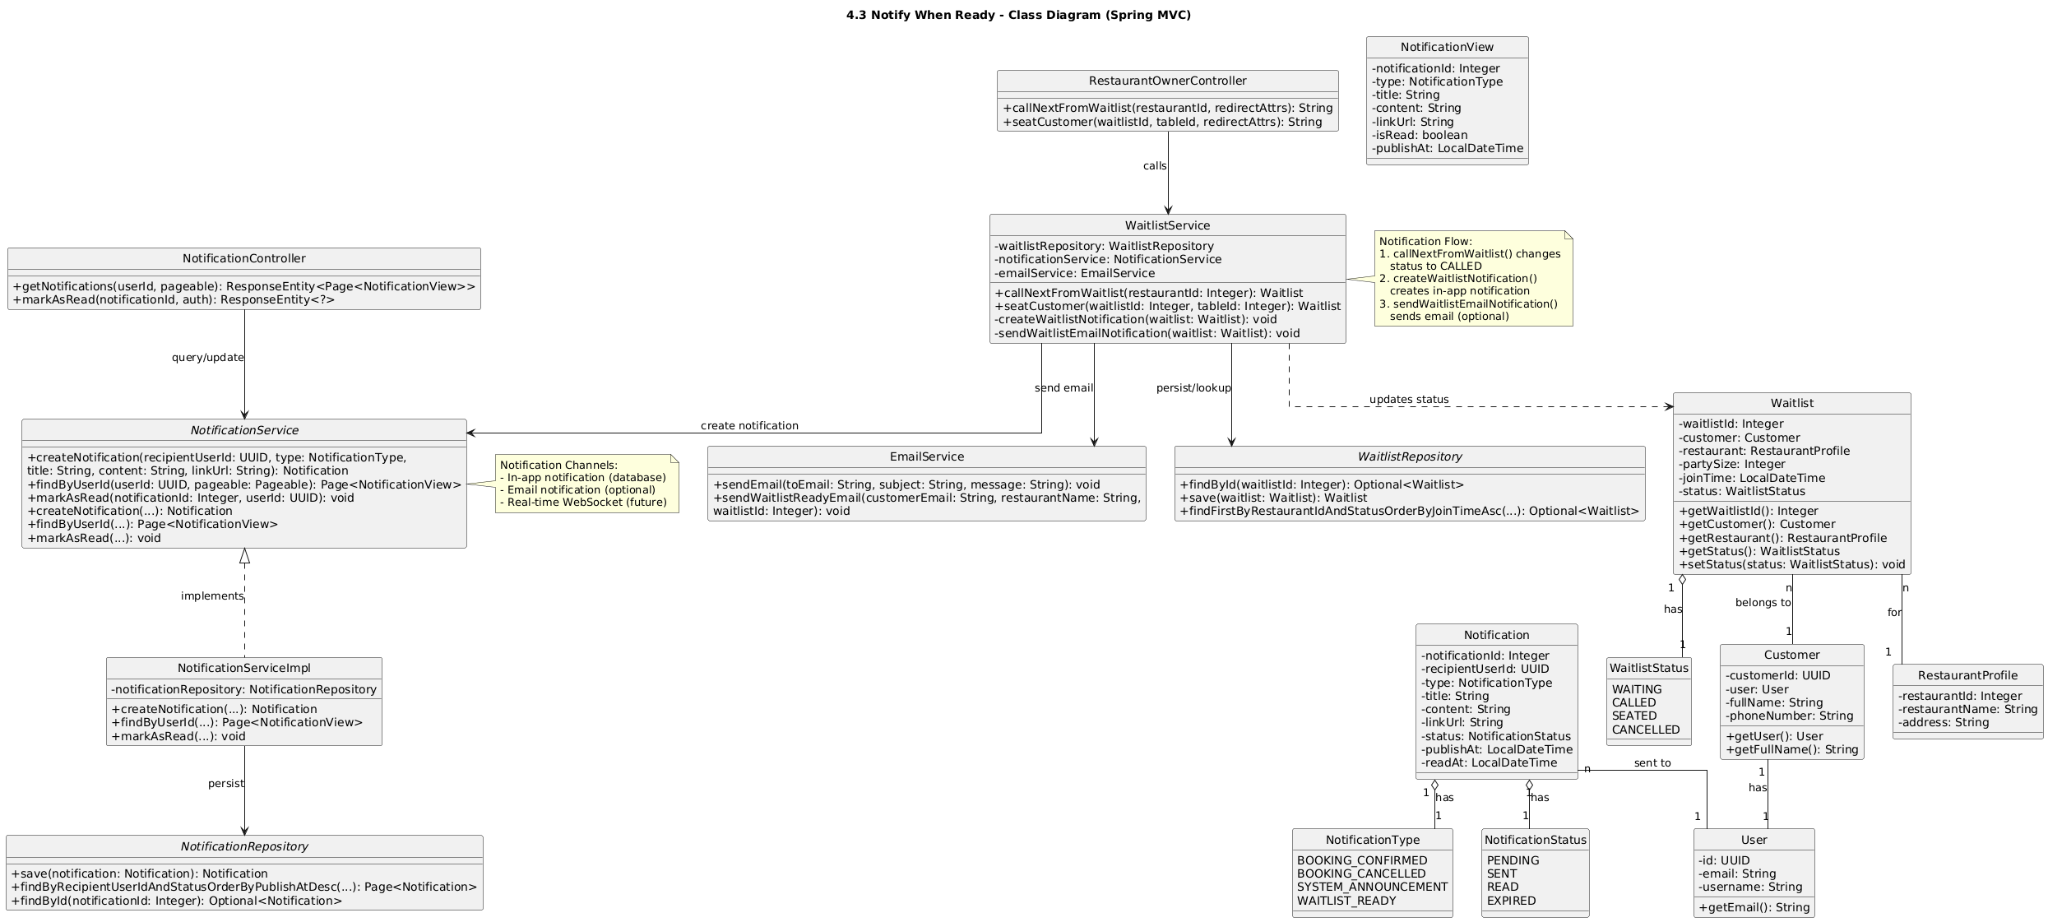 4.3 Notify When Ready - Class Diagram (Spring MVC)
NotificationView
-notificationId: Integer
-type: NotificationType
-title: String
-content: String
-linkUrl: String
-isRead: boolean
-publishAt: LocalDateTime
RestaurantOwnerController
+callNextFromWaitlist(restaurantId, redirectAttrs): String
+seatCustomer(waitlistId, tableId, redirectAttrs): String
calls
WaitlistService
-waitlistRepository: WaitlistRepository
-notificationService: NotificationService
-emailService: EmailService
+callNextFromWaitlist(restaurantId: Integer): Waitlist
+seatCustomer(waitlistId: Integer, tableId: Integer): Waitlist
-createWaitlistNotification(waitlist: Waitlist): void
-sendWaitlistEmailNotification(waitlist: Waitlist): void
Notification Flow:
1. callNextFromWaitlist() changes
status to CALLED
2. createWaitlistNotification()
creates in-app notification
3. sendWaitlistEmailNotification()
sends email (optional)
NotificationController
+getNotifications(userId, pageable): ResponseEntity<Page<NotificationView>>
+markAsRead(notificationId, auth): ResponseEntity<?>
query/update
send email
persist/lookup
updates status
create notification
NotificationService
+createNotification(recipientUserId: UUID, type: NotificationType,
title: String, content: String, linkUrl: String): Notification
+findByUserId(userId: UUID, pageable: Pageable): Page<NotificationView>
+markAsRead(notificationId: Integer, userId: UUID): void
+createNotification(...): Notification
+findByUserId(...): Page<NotificationView>
+markAsRead(...): void
Notification Channels:
- In-app notification (database)
- Email notification (optional)
- Real-time WebSocket (future)
EmailService
+sendEmail(toEmail: String, subject: String, message: String): void
+sendWaitlistReadyEmail(customerEmail: String, restaurantName: String,
waitlistId: Integer): void
WaitlistRepository
+findById(waitlistId: Integer): Optional<Waitlist>
+save(waitlist: Waitlist): Waitlist
+findFirstByRestaurantIdAndStatusOrderByJoinTimeAsc(...): Optional<Waitlist>
Waitlist
-waitlistId: Integer
-customer: Customer
-restaurant: RestaurantProfile
-partySize: Integer
-joinTime: LocalDateTime
-status: WaitlistStatus
+getWaitlistId(): Integer
+getCustomer(): Customer
+getRestaurant(): RestaurantProfile
+getStatus(): WaitlistStatus
+setStatus(status: WaitlistStatus): void
implements
1
has
1
n
belongs to
1
n
for
1
NotificationServiceImpl
-notificationRepository: NotificationRepository
+createNotification(...): Notification
+findByUserId(...): Page<NotificationView>
+markAsRead(...): void
Notification
-notificationId: Integer
-recipientUserId: UUID
-type: NotificationType
-title: String
-content: String
-linkUrl: String
-status: NotificationStatus
-publishAt: LocalDateTime
-readAt: LocalDateTime
WaitlistStatus
WAITING
CALLED
SEATED
CANCELLED
Customer
-customerId: UUID
-user: User
-fullName: String
-phoneNumber: String
+getUser(): User
+getFullName(): String
RestaurantProfile
-restaurantId: Integer
-restaurantName: String
-address: String
persist
1
has
1
1
has
1
n
sent to
1
1
has
1
NotificationRepository
+save(notification: Notification): Notification
+findByRecipientUserIdAndStatusOrderByPublishAtDesc(...): Page<Notification>
+findById(notificationId: Integer): Optional<Notification>
NotificationType
BOOKING_CONFIRMED
BOOKING_CANCELLED
SYSTEM_ANNOUNCEMENT
WAITLIST_READY
NotificationStatus
PENDING
SENT
READ
EXPIRED
User
-id: UUID
-email: String
-username: String
+getEmail(): String